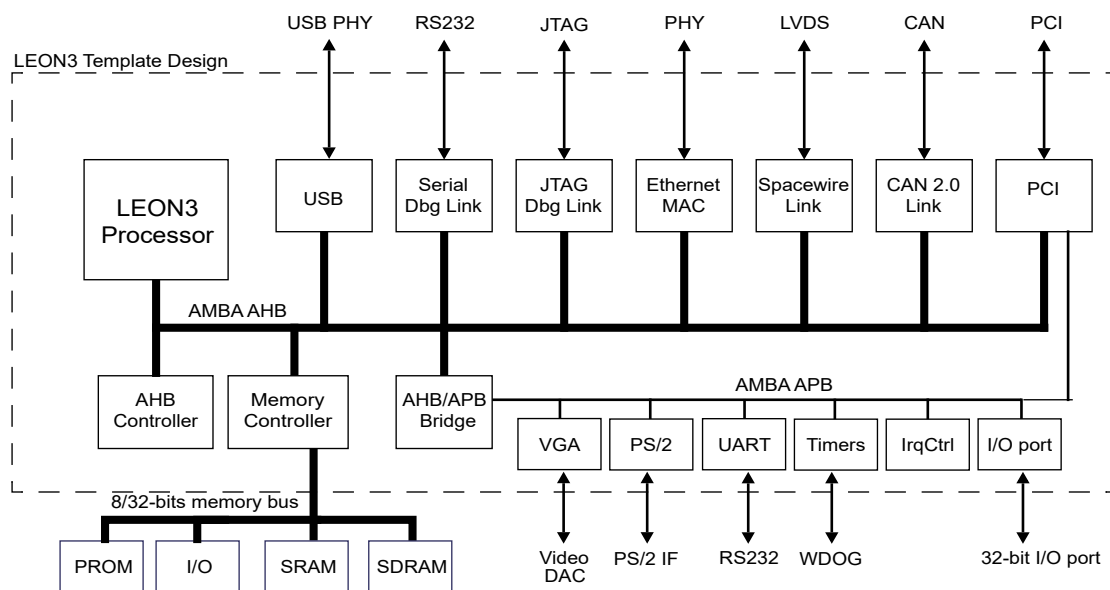 USB PHY
RS232
JTAG
PHY
LVDS
CAN
PCI
LEON3 Template Design
LEON3
Processor
USB
Serial
Dbg Link
JTAG
Dbg Link
Ethernet
MAC
Spacewire
Link
CAN 2.0
Link
PCI
AMBA AHB
AHB
Controller
Memory
Controller
AHB/APB
Bridge
AMBA APB
VGA
PS/2
UART
Timers
IrqCtrl
I/O port
8/32-bits memory bus
PROM
I/O
SRAM
SDRAM
Video
DAC
PS/2 IF
RS232
WDOG
32-bit I/O port